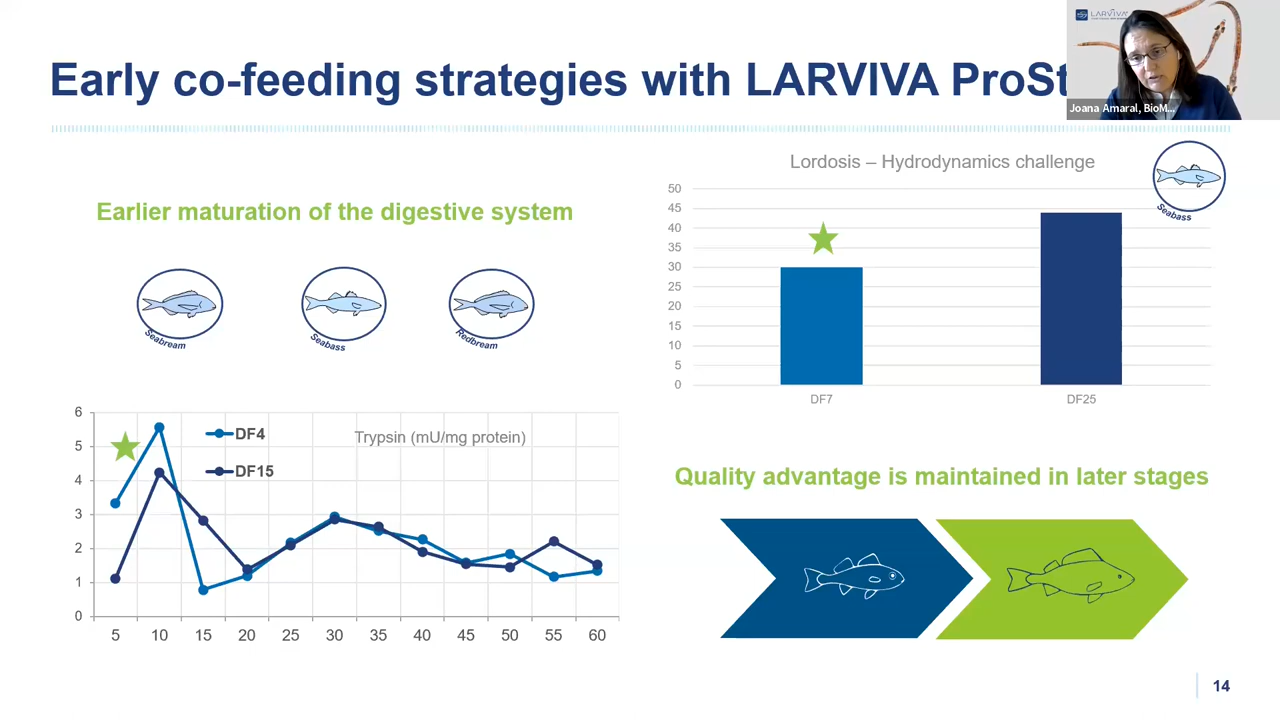 LARVIVA
Early co-feeding strategies with LARVIVA ProSt
Joana Amaral, BioM...
Earlier maturation of the digestive system
Seabream
Seabass
Redbream
Lordosis – Hydrodynamics challenge
Seabass
50
45
40
35
30
25
20
15
10
5
0
DF7
DF25
6
5
4
3
2
1
0
DF4
DF15
Trypsin (mU/mg protein)
5 10 15 20 25 30 35 40 45 50 55 60
Quality advantage is maintained in later stages
14